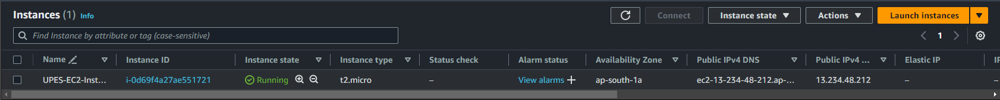 Instances (1) Info Connect Instance state Actions Launch instances
Find Instance by attribute or tag (case-sensitive) 1
Name Instance ID Instance state Instance type Status check Alarm status Availability Zone Public IPv4 DNS Public IPv4 ... Elastic IP IP
UPES-EC2-Inst... i-0d69f4a27ae551721 Running t2.micro – View alarms + ap-south-1a ec2-13-234-48-212.ap-... 13.234.48.212 – –